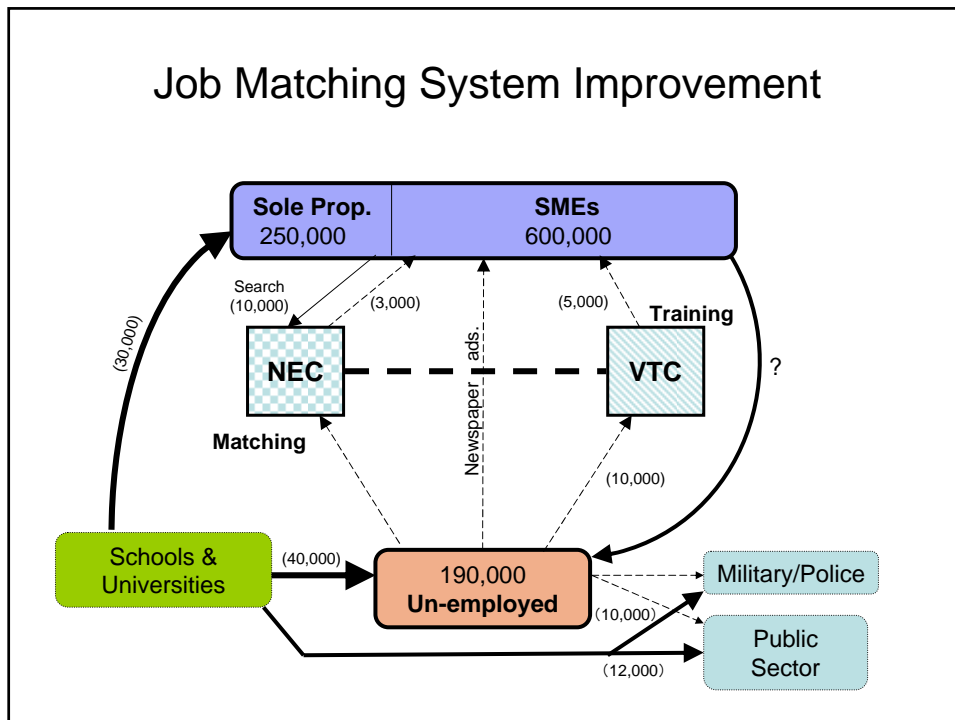 Job Matching System Improvement
Sole Prop.
250,000
SMEs
600,000
Search
(10,000)
(3,000)
(5,000)
Training
(30,000)
NEC
Newspaper ads.
VTC
?
Matching
(10,000)
Schools &
Universities
(40,000)
190,000
Un-employed
Military/Police
(10,000)
Public
Sector
(12,000)